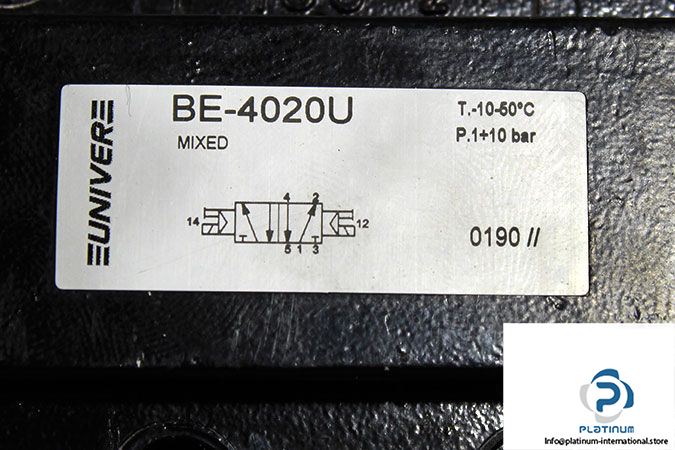 UNIVER
BE-4020U
MIXED
T.-10-50°C
P.1+10 bar
14
4
2
12
5 1 3
0190 //
PLATINUM
Info@platinum-international.store